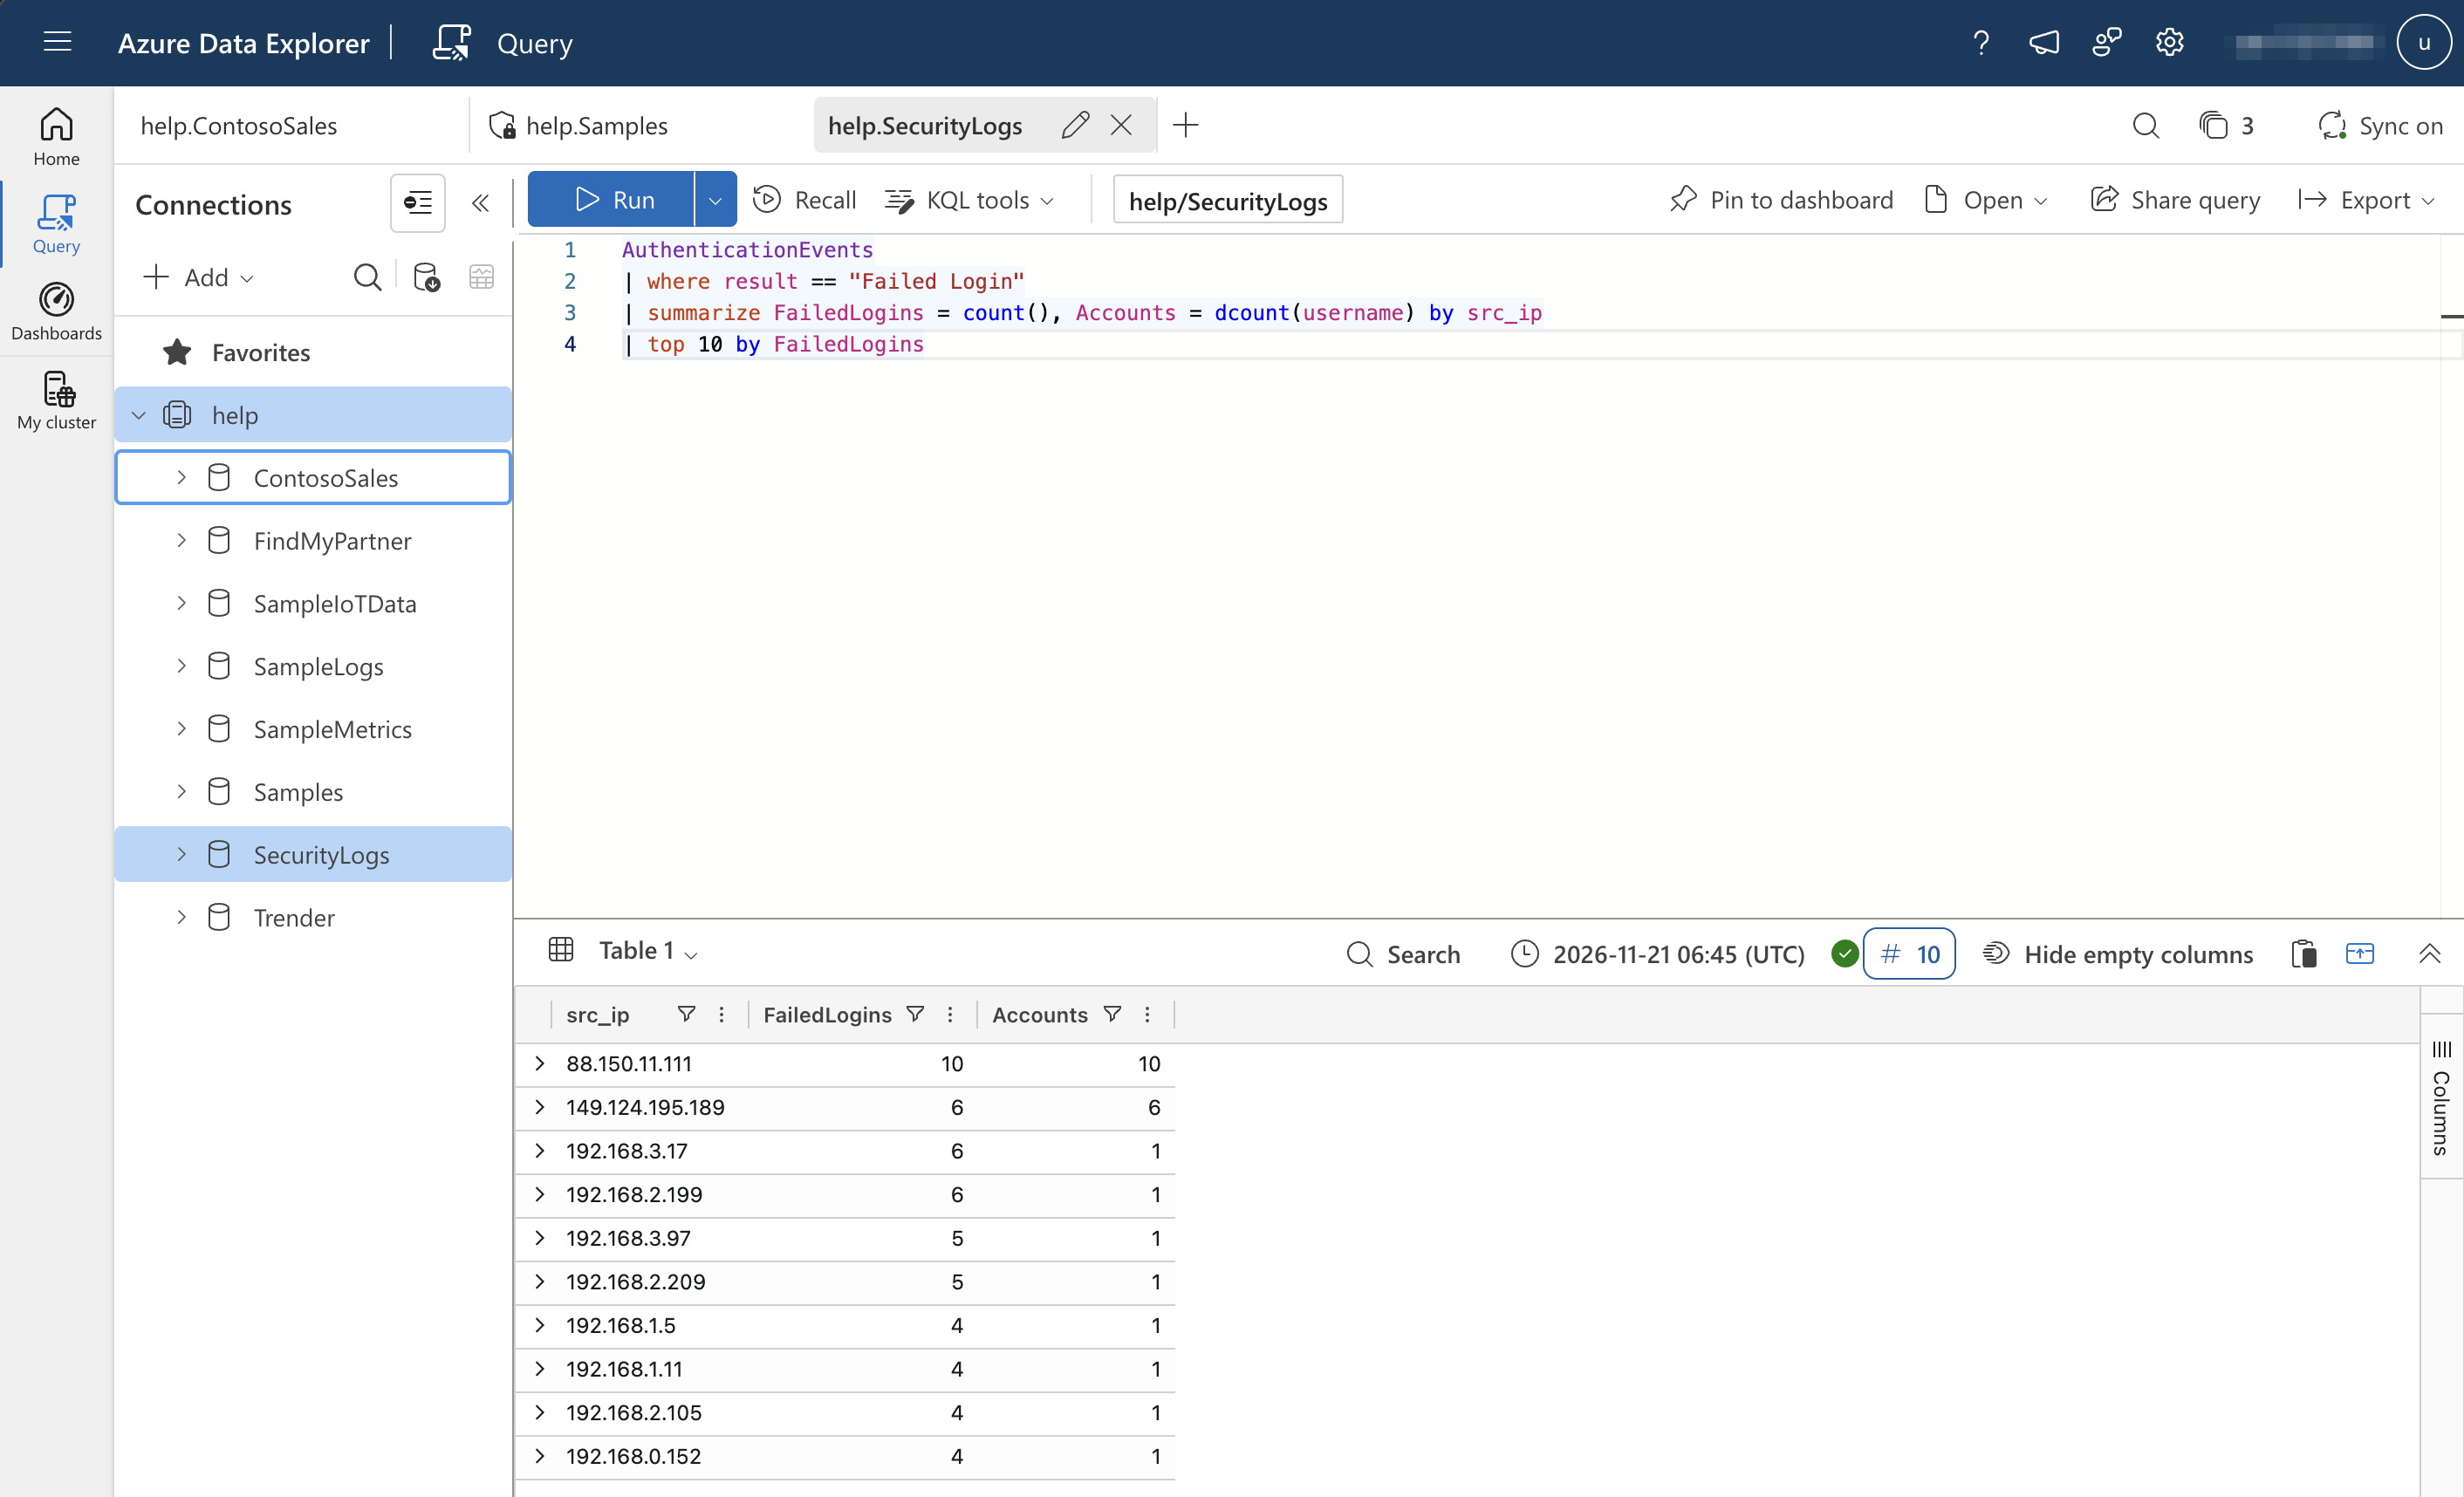 Azure Data Explorer | Query
u
Home
Query
Dashboards
My cluster
help.ContosoSales
help.Samples
help.SecurityLogs
3
Sync on
Connections
Add
Favorites
help
ContosoSales
FindMyPartner
SampleIoTData
SampleLogs
SampleMetrics
Samples
SecurityLogs
Trender
Run
Recall
KQL tools
help/SecurityLogs
Pin to dashboard
Open
Share query
Export
1 AuthenticationEvents
2 | where result == "Failed Login"
3 | summarize FailedLogins = count(), Accounts = dcount(username) by src_ip
4 | top 10 by FailedLogins
Table 1
Search
2026-11-21 06:45 (UTC)
# 10
Hide empty columns
src_ip FailedLogins Accounts
88.150.11.111 10 10
149.124.195.189 6 6
192.168.3.17 6 1
192.168.2.199 6 1
192.168.3.97 5 1
192.168.2.209 5 1
192.168.1.5 4 1
192.168.1.11 4 1
192.168.2.105 4 1
192.168.0.152 4 1
Columns